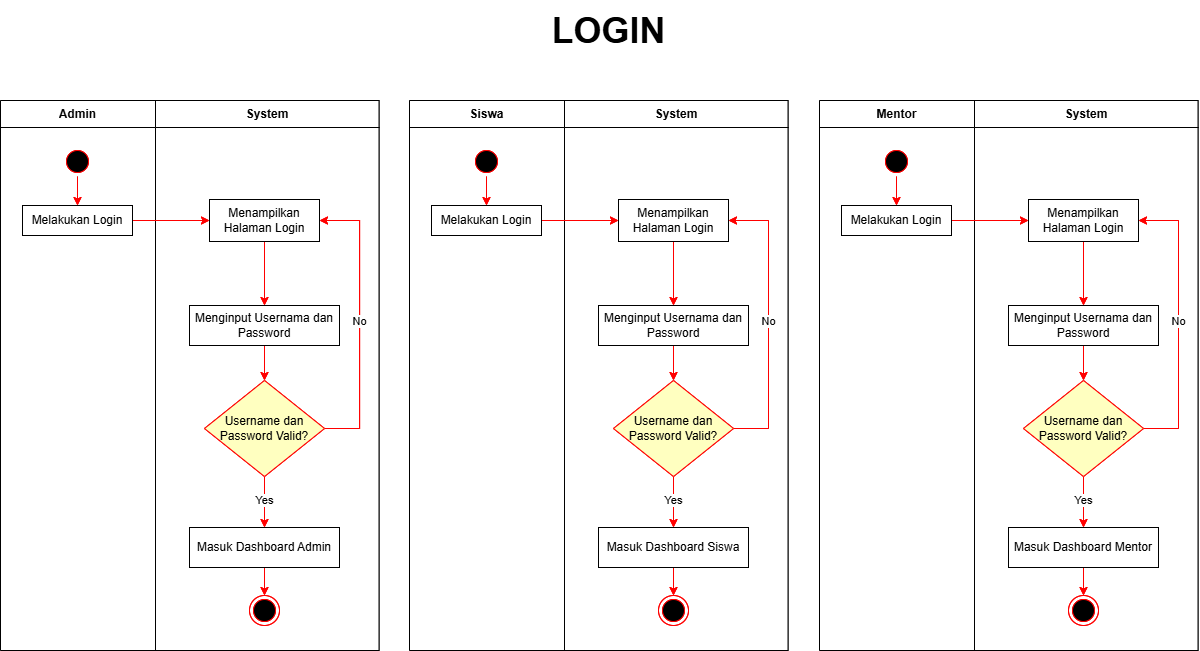 LOGIN
Admin
System
Melakukan Login
Menampilkan
Halaman Login
Menginput Usernama dan
Password
No
Username dan
Password Valid?
Yes
Masuk Dashboard Admin
Siswa
System
Melakukan Login
Menampilkan
Halaman Login
Menginput Usernama dan
Password
No
Username dan
Password Valid?
Yes
Masuk Dashboard Siswa
Mentor
System
Melakukan Login
Menampilkan
Halaman Login
Menginput Usernama dan
Password
No
Username dan
Password Valid?
Yes
Masuk Dashboard Mentor